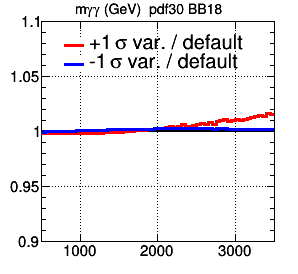 mγγ (GeV) pdf30 BB18
+1 σ var. / default
-1 σ var. / default
1.1
1.05
1
0.95
0.9
1000 2000 3000